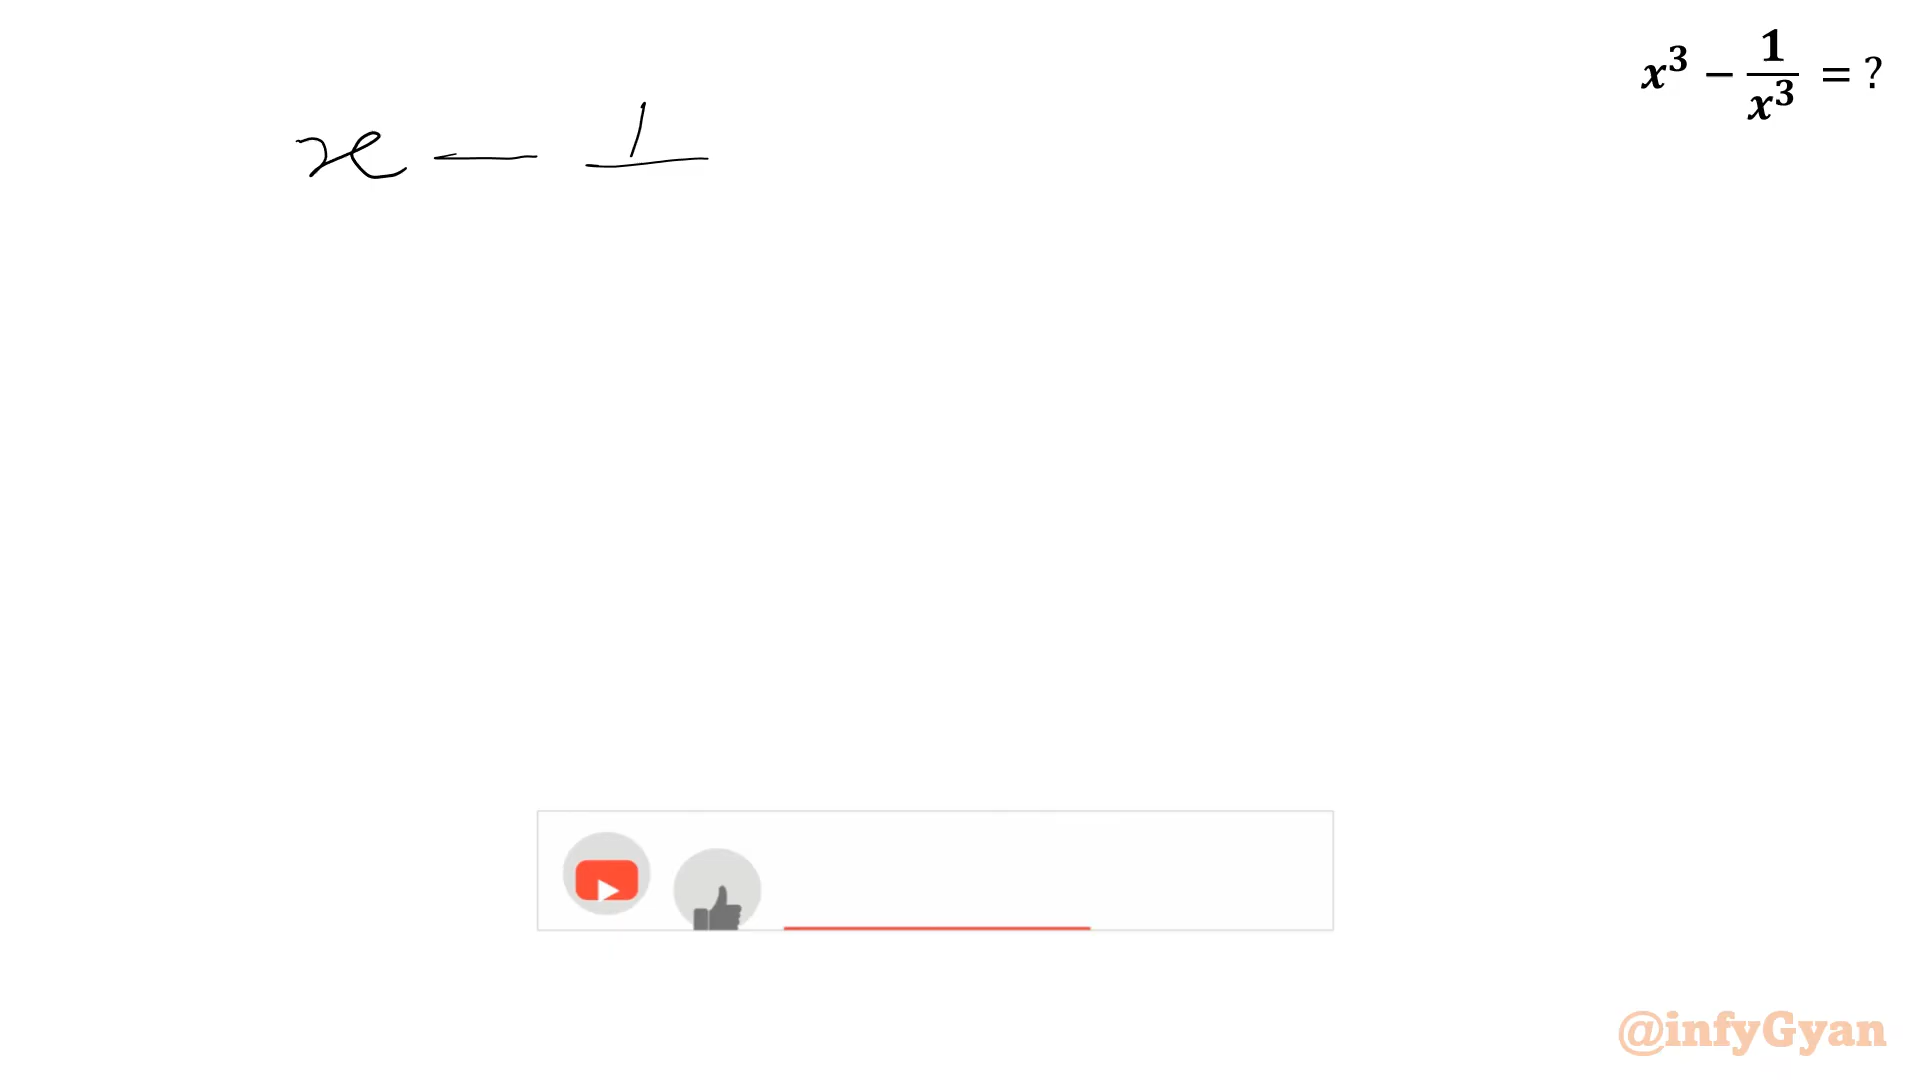 x³ − 1/x³ = ?
x − 1
@infyGyan